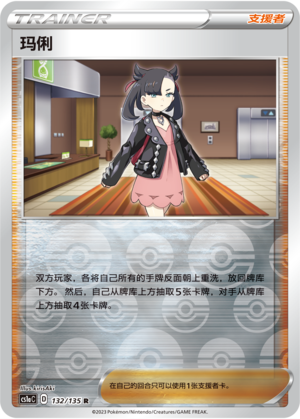 TRAINER
支援者
玛俐
双方玩家，各将自己所有的手牌反面朝上重洗，放回牌库
下方。然后，自己从牌库上方抽取5张卡牌，对手从牌库上
方抽取4张卡牌。
在自己的回合只可以使用1张支援者卡。
CS1aC D 132/135 R
©2023 Pokémon/Nintendo/Creatures/GAME FREAK.